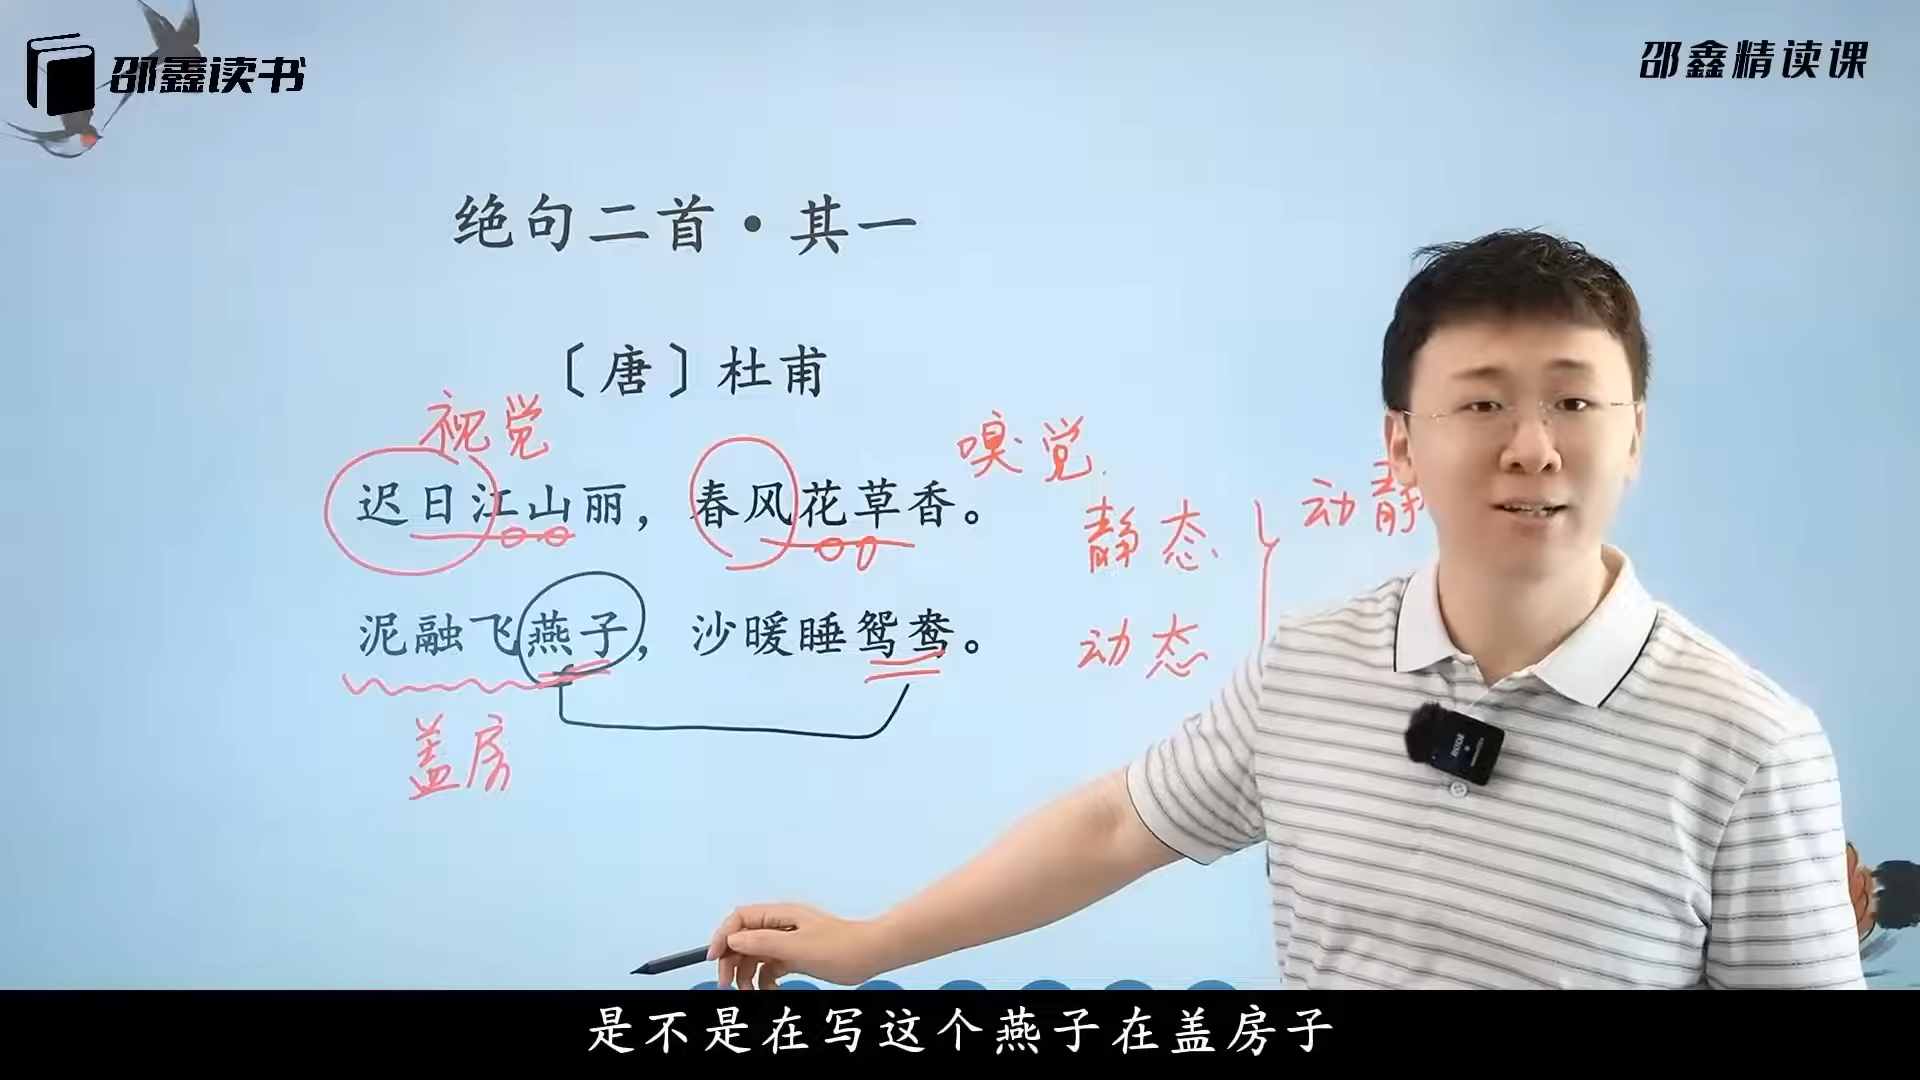 邵鑫读书
邵鑫精读课
绝句二首·其一
〔唐〕杜甫
视觉
嗅觉
迟日江山丽，春风花草香。
静态
动静
泥融飞燕子，沙暖睡鸳鸯。
动态
盖房
是不是在写这个燕子在盖房子